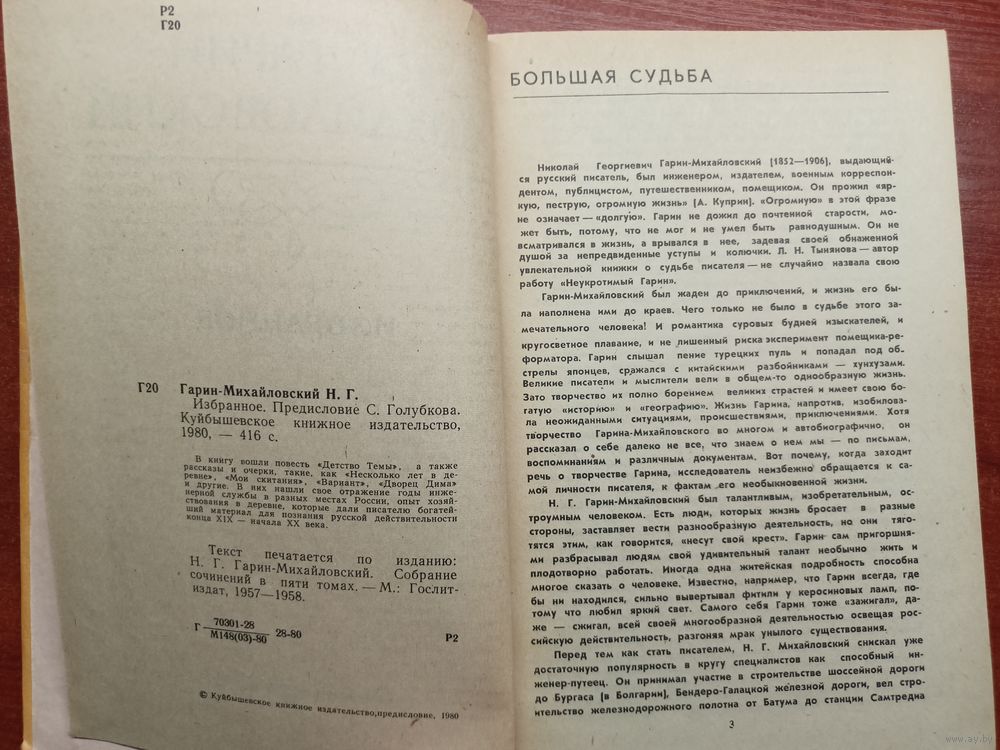 Р2
Г20
Г20 Гарин-Михайловский Н. Г.
Избранное. Предисловие С. Голубкова.
Куйбышевское книжное издательство,
1980, — 416 с.
В книгу вошли повесть «Детство Темы», а также
рассказы и очерки, такие, как «Несколько лет в де-
ревне», «Мои скитания», «Вариант», «Дворец Дима»
и другие. В них нашли свое отражение годы инже-
нерной службы в разных местах России, опыт хозяй-
ствования в деревне, которые дали писателю богатей-
ший материал для познания русской действительности
конца XIX — начала XX века.
Текст печатается по изданию:
Н. Г. Гарин-Михайловский. Собрание
сочинений в пяти томах. — М.: Гослит-
издат, 1957—1958.
Г 70301-28
М148(03)-80 28-80 Р2
© Куйбышевское книжное издательство,предисловие, 1980
БОЛЬШАЯ СУДЬБА
Николай Георгиевич Гарин-Михайловский (1852—1906), выдающий-
ся русский писатель, был инженером, издателем, военным корреспон-
дентом, публицистом, путешественником, помещиком. Он прожил «яр-
кую, пеструю, огромную жизнь» (А. Куприн). «Огромную» в этой фразе
не означает — «долгую». Гарин не дожил до почтенной старости, мо-
жет быть, потому, что не мог и не умел быть равнодушным. Он не
всматривался в жизнь, а врывался в нее, задевая своей обнаженной
душой за непредвиденные уступы и колючки. Л. Н. Тынянова — автор
увлекательной книжки о судьбе писателя — не случайно назвала свою
работу «Неукротимый Гарин».
Гарин-Михайловский был жаден до приключений, и жизнь его бы-
ла наполнена ими до краев. Чего только не было в судьбе этого за-
мечательного человека! И романтика суровых будней изыскателей, и
кругосветное плавание, и не лишенный риска эксперимент помещика-ре-
форматора. Гарин слышал пение турецких пуль и попадал под об-
стрелы японцев, сражался с китайскими разбойниками — хунхузами.
Великие писатели и мыслители вели в общем-то однообразную жизнь.
Зато творчество их полно борением великих страстей и имеет свою бо-
гатую «историю» и «географию». Жизнь Гарина, напротив, изобилова-
ла неожиданными ситуациями, происшествиями, приключениями. Хотя
творчество Гарина-Михайловского во многом и автобиографично, он
рассказал о себе далеко не все, что знаем о нем мы — по письмам,
воспоминаниям и различным документам. Вот почему, когда заходит
речь о творчестве Гарина, исследователь неизбежно обращается к са-
мой личности писателя, к фактам его необыкновенной жизни.
Н. Г. Гарин-Михайловский был талантливым, изобретательным, ос-
троумным человеком. Есть люди, которых жизнь бросает в разные
стороны, заставляет вести разнообразную деятельность, но они тяго-
тятся этим, как говорится, «несут свой крест». Гарин сам пригоршня-
ми разбрасывал людям свой удивительный талант необычно жить и
плодотворно работать. Иногда одна житейская подробность способна
многое сказать о человеке. Известно, например, что Гарин всегда, где
бы ни находился, сильно вывертывал фитили у керосиновых ламп, по-
тому что любил яркий свет. Самого себя Гарин тоже «зажигал», да-
же — сжигал, всей своей многообразной деятельностью освещая рос-
сийскую действительность, разгоняя мрак унылого существования.
Перед тем как стать писателем, Н. Г. Михайловский снискал уже
достаточную популярность в кругу специалистов как способный ин-
женер-путеец. Он принимал участие в строительстве шоссейной дороги
до Бургаса (в Болгарии), Бендеро-Галацкой железной дороги, вел стро-
ительство железнодорожного полотна от Батума до станции Самтредиа
3
www.ay.by